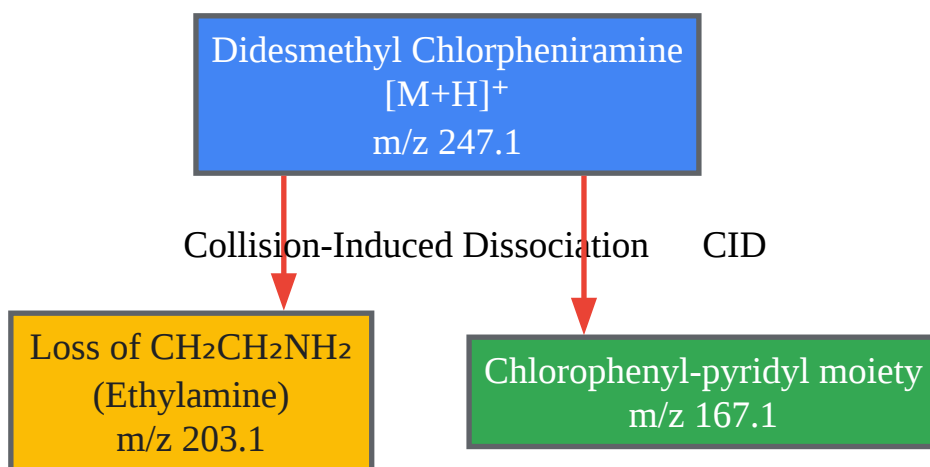 Didesmethyl Chlorpheniramine
[M+H]⁺
m/z 247.1
Collision-Induced Dissociation
CID
Loss of CH₂CH₂NH₂
(Ethylamine)
m/z 203.1
Chlorophenyl-pyridyl moiety
m/z 167.1